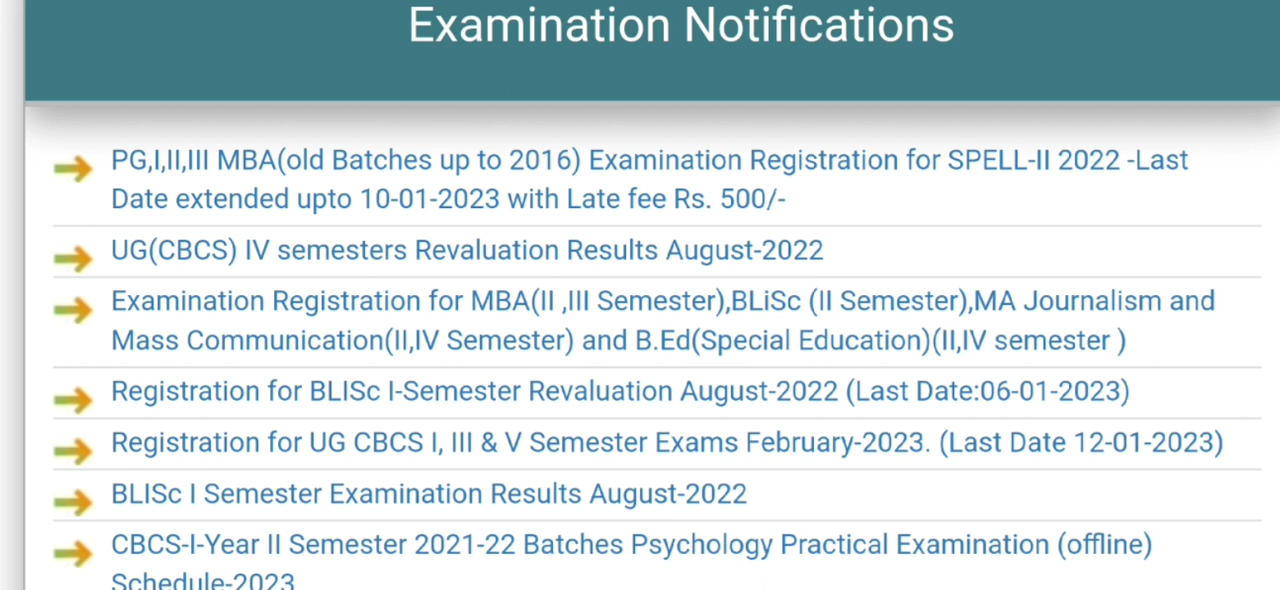 Examination Notifications
PG,I,II,III MBA(old Batches up to 2016) Examination Registration for SPELL-II 2022 -Last
Date extended upto 10-01-2023 with Late fee Rs. 500/-
UG(CBCS) IV semesters Revaluation Results August-2022
Examination Registration for MBA(II ,III Semester),BLiSc (II Semester),MA Journalism and
Mass Communication(II,IV Semester) and B.Ed(Special Education)(II,IV semester )
Registration for BLISc I-Semester Revaluation August-2022 (Last Date:06-01-2023)
Registration for UG CBCS I, III & V Semester Exams February-2023. (Last Date 12-01-2023)
BLISc I Semester Examination Results August-2022
CBCS-I-Year II Semester 2021-22 Batches Psychology Practical Examination (offline)
Schedule-2023